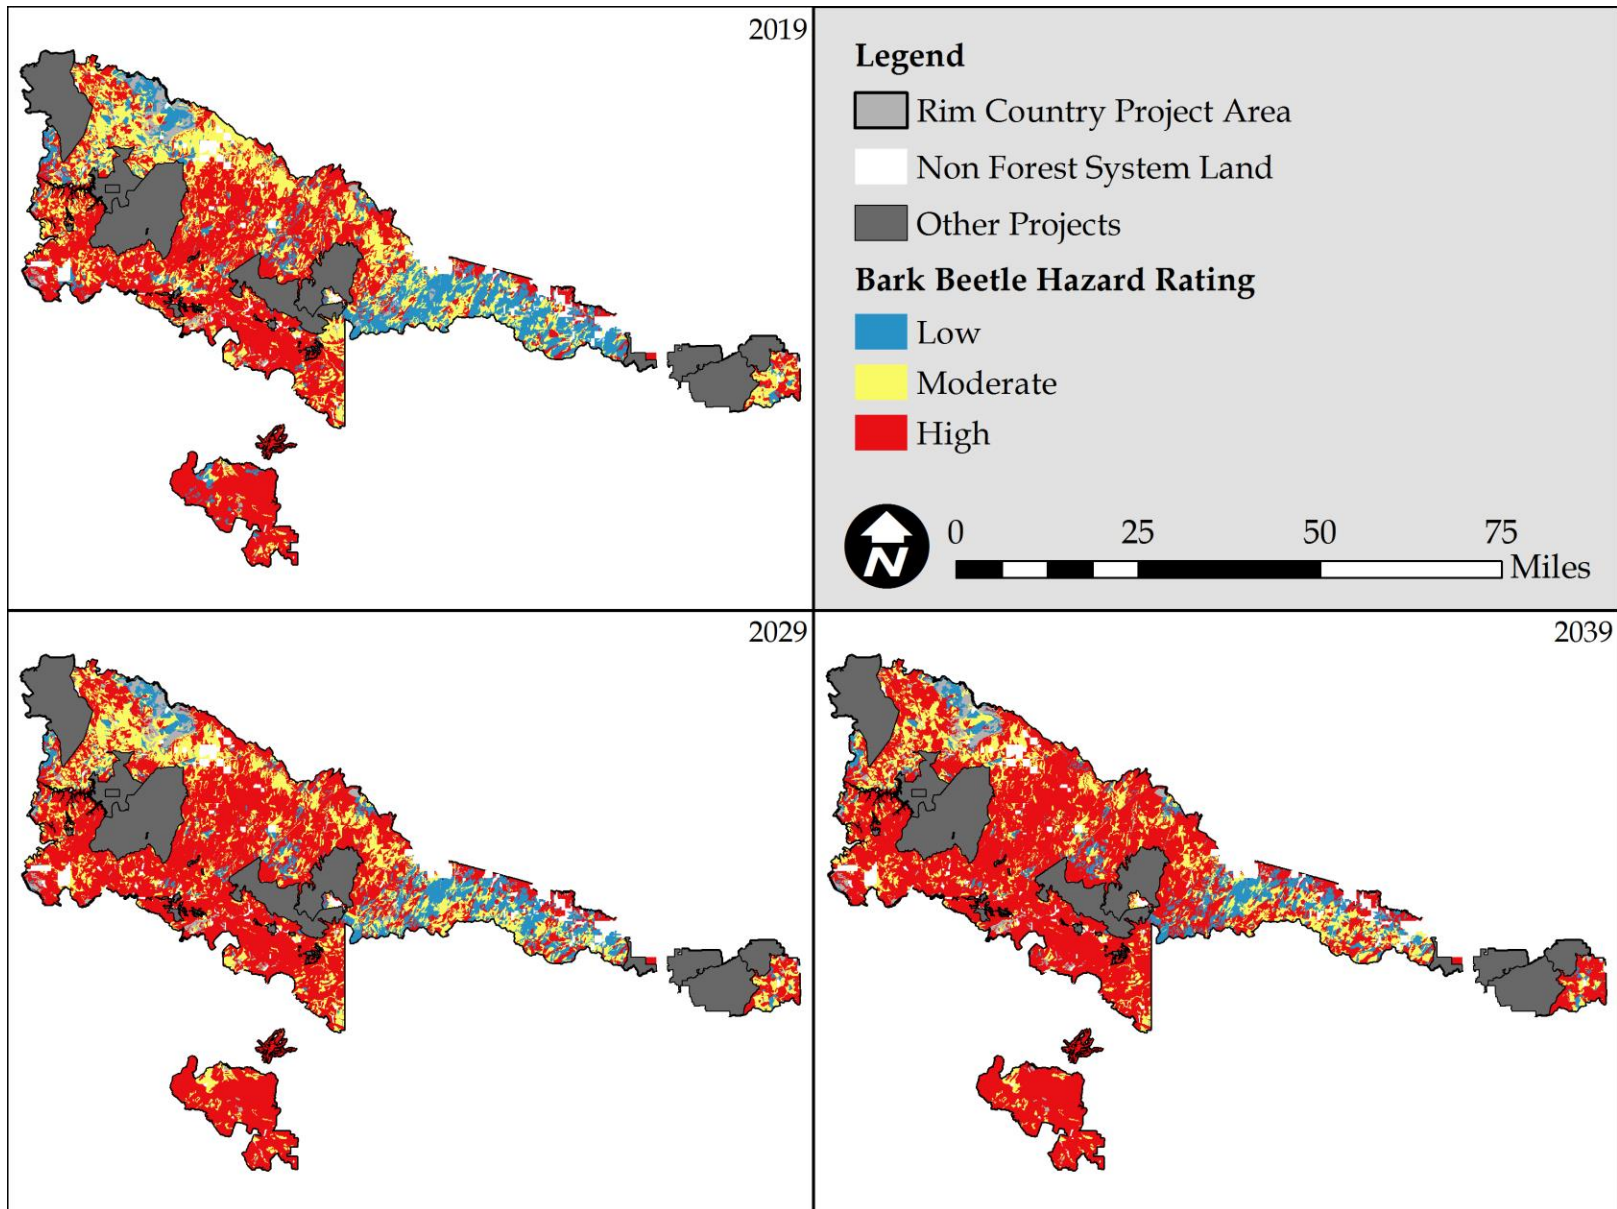 2019
Legend
Rim Country Project Area
Non Forest System Land
Other Projects
Bark Beetle Hazard Rating
Low
Moderate
High
N
0 25 50 75
Miles
2029
2039